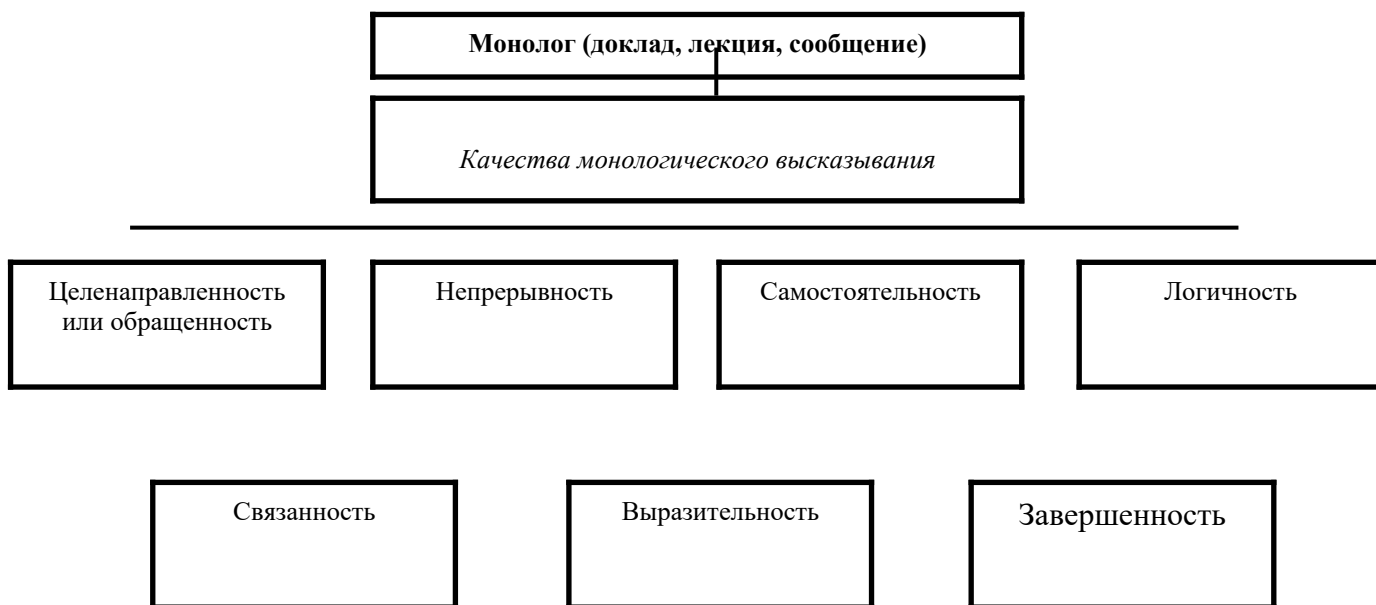 Монолог (доклад, лекция, сообщение)
Качества монологического высказывания
Целенаправленность
или обращенность
Непрерывность
Самостоятельность
Логичность
Связанность
Выразительность
Завершенность